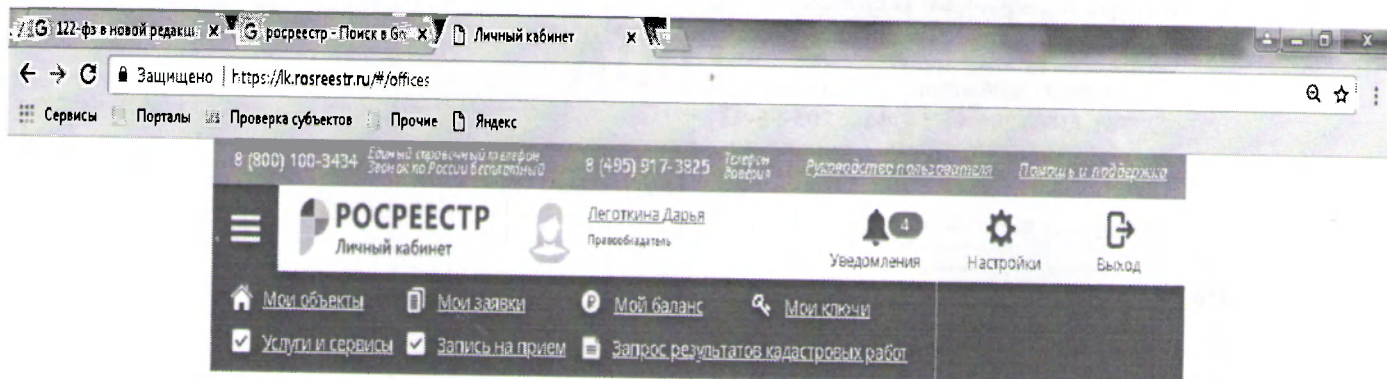 122-фз в новой редакци
росреестр - Поиск в Go
Личный кабинет
Защищено | https://lk.rosreestr.ru/#/offices
Сервисы Порталы Проверка субъектов Прочие Яндекс
8 (800) 100-3434 Единый справочный телефон 8 (495) 917-3825 Телефон Руководство пользователя Помощь и поддержка
Звонок по России бесплатный доверия
РОСРЕЕСТР
Личный кабинет
Леготкина Дарья
Правообладатель
4
Уведомления Настройки Выход
Мои объекты Мои заявки Мой баланс Мои ключи
Услуги и сервисы Запись на прием Запрос результатов кадастровых работ